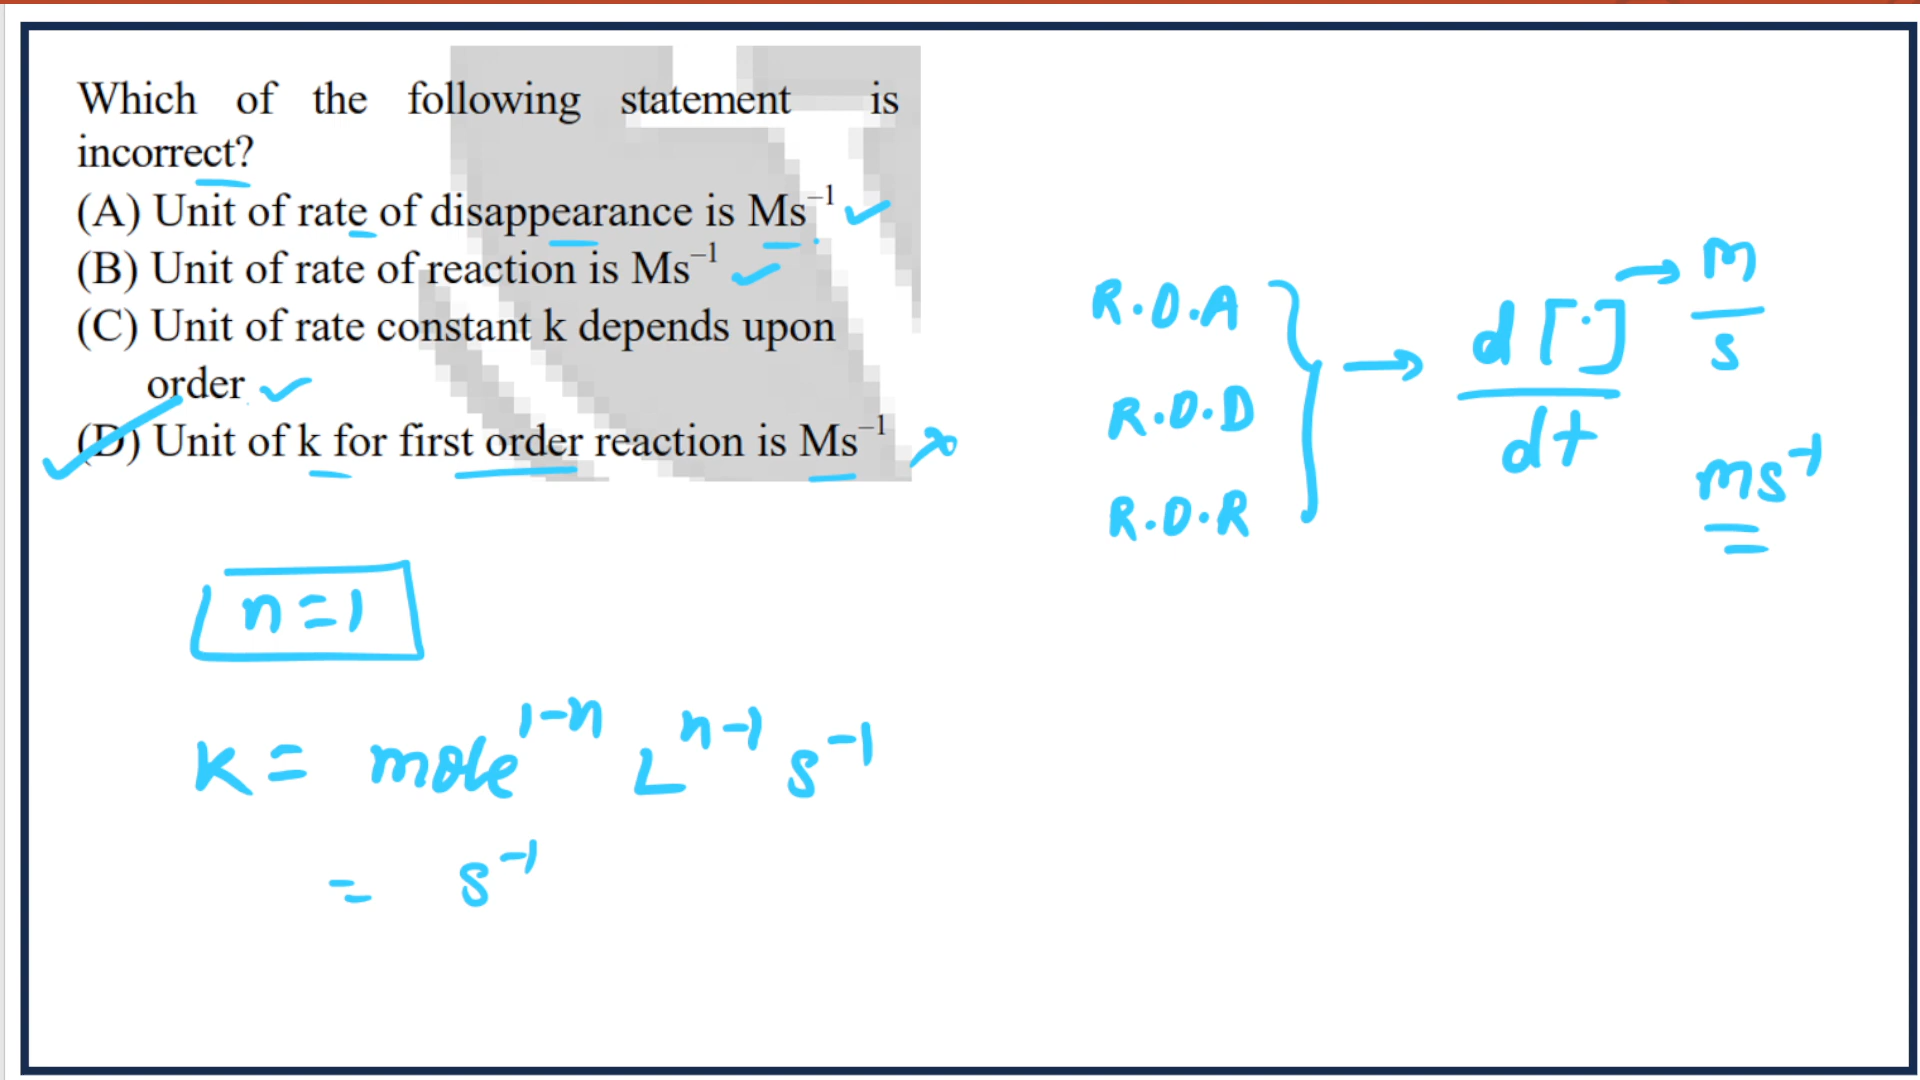 Which of the following statement is
incorrect?
(A) Unit of rate of disappearance is Ms⁻¹
(B) Unit of rate of reaction is Ms⁻¹
(C) Unit of rate constant k depends upon
order
(D) Unit of k for first order reaction is Ms⁻¹
R.O.A
R.O.D
R.O.R
→ d[.]/dt → m/s
ms⁻¹
n=1
K = mole¹⁻ⁿ Lⁿ⁻¹ s⁻¹
= s⁻¹